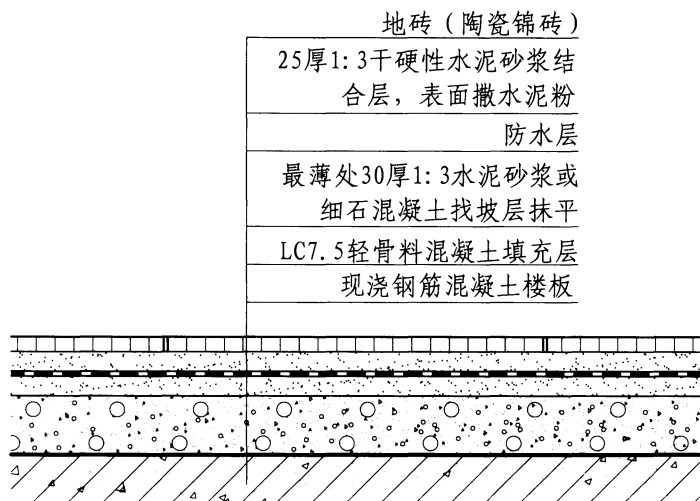 地砖（陶瓷锦砖）
25厚1:3干硬性水泥砂浆结
合层，表面撒水泥粉
防水层
最薄处30厚1:3水泥砂浆或
细石混凝土找坡层抹平
LC7.5轻骨料混凝土填充层
现浇钢筋混凝土楼板